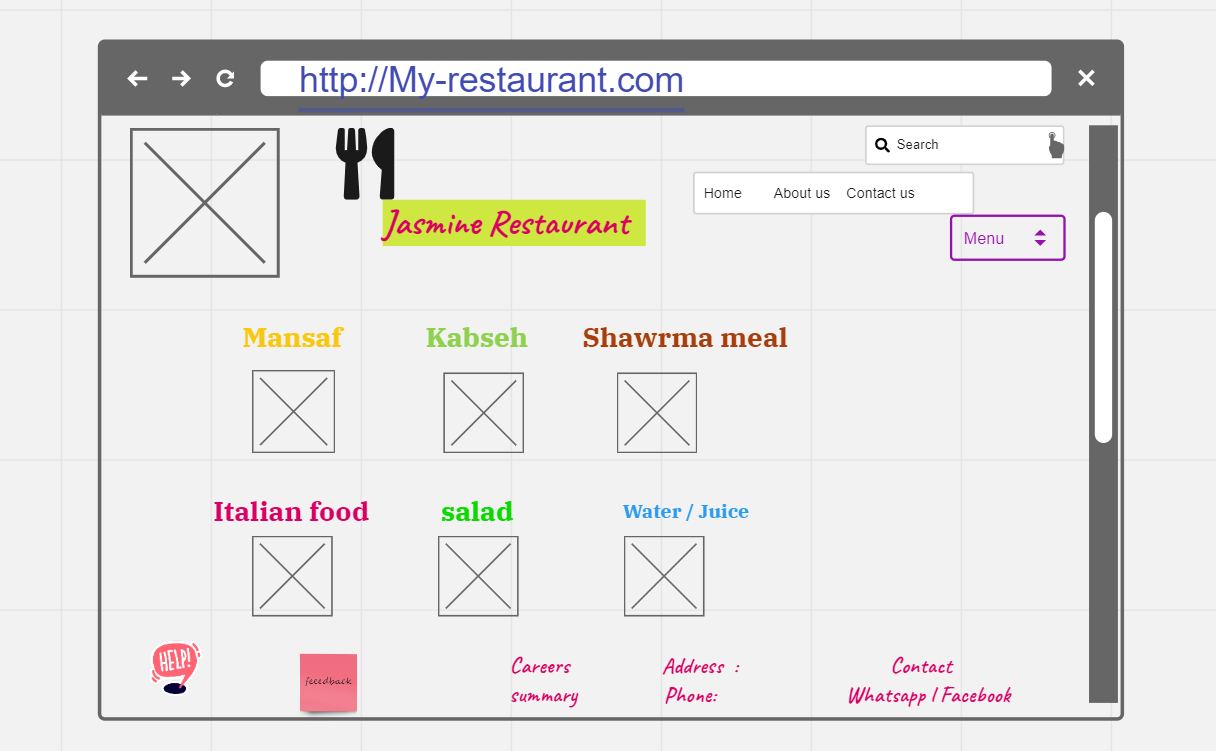 http://My-restaurant.com
Search
Home About us Contact us
Jasmine Restaurant
Menu
Mansaf Kabseh Shawrma meal
Italian food salad Water / Juice
HELP!
feeedback
Careers
summary
Address :
Phone:
Contact
Whatsapp | Facebook